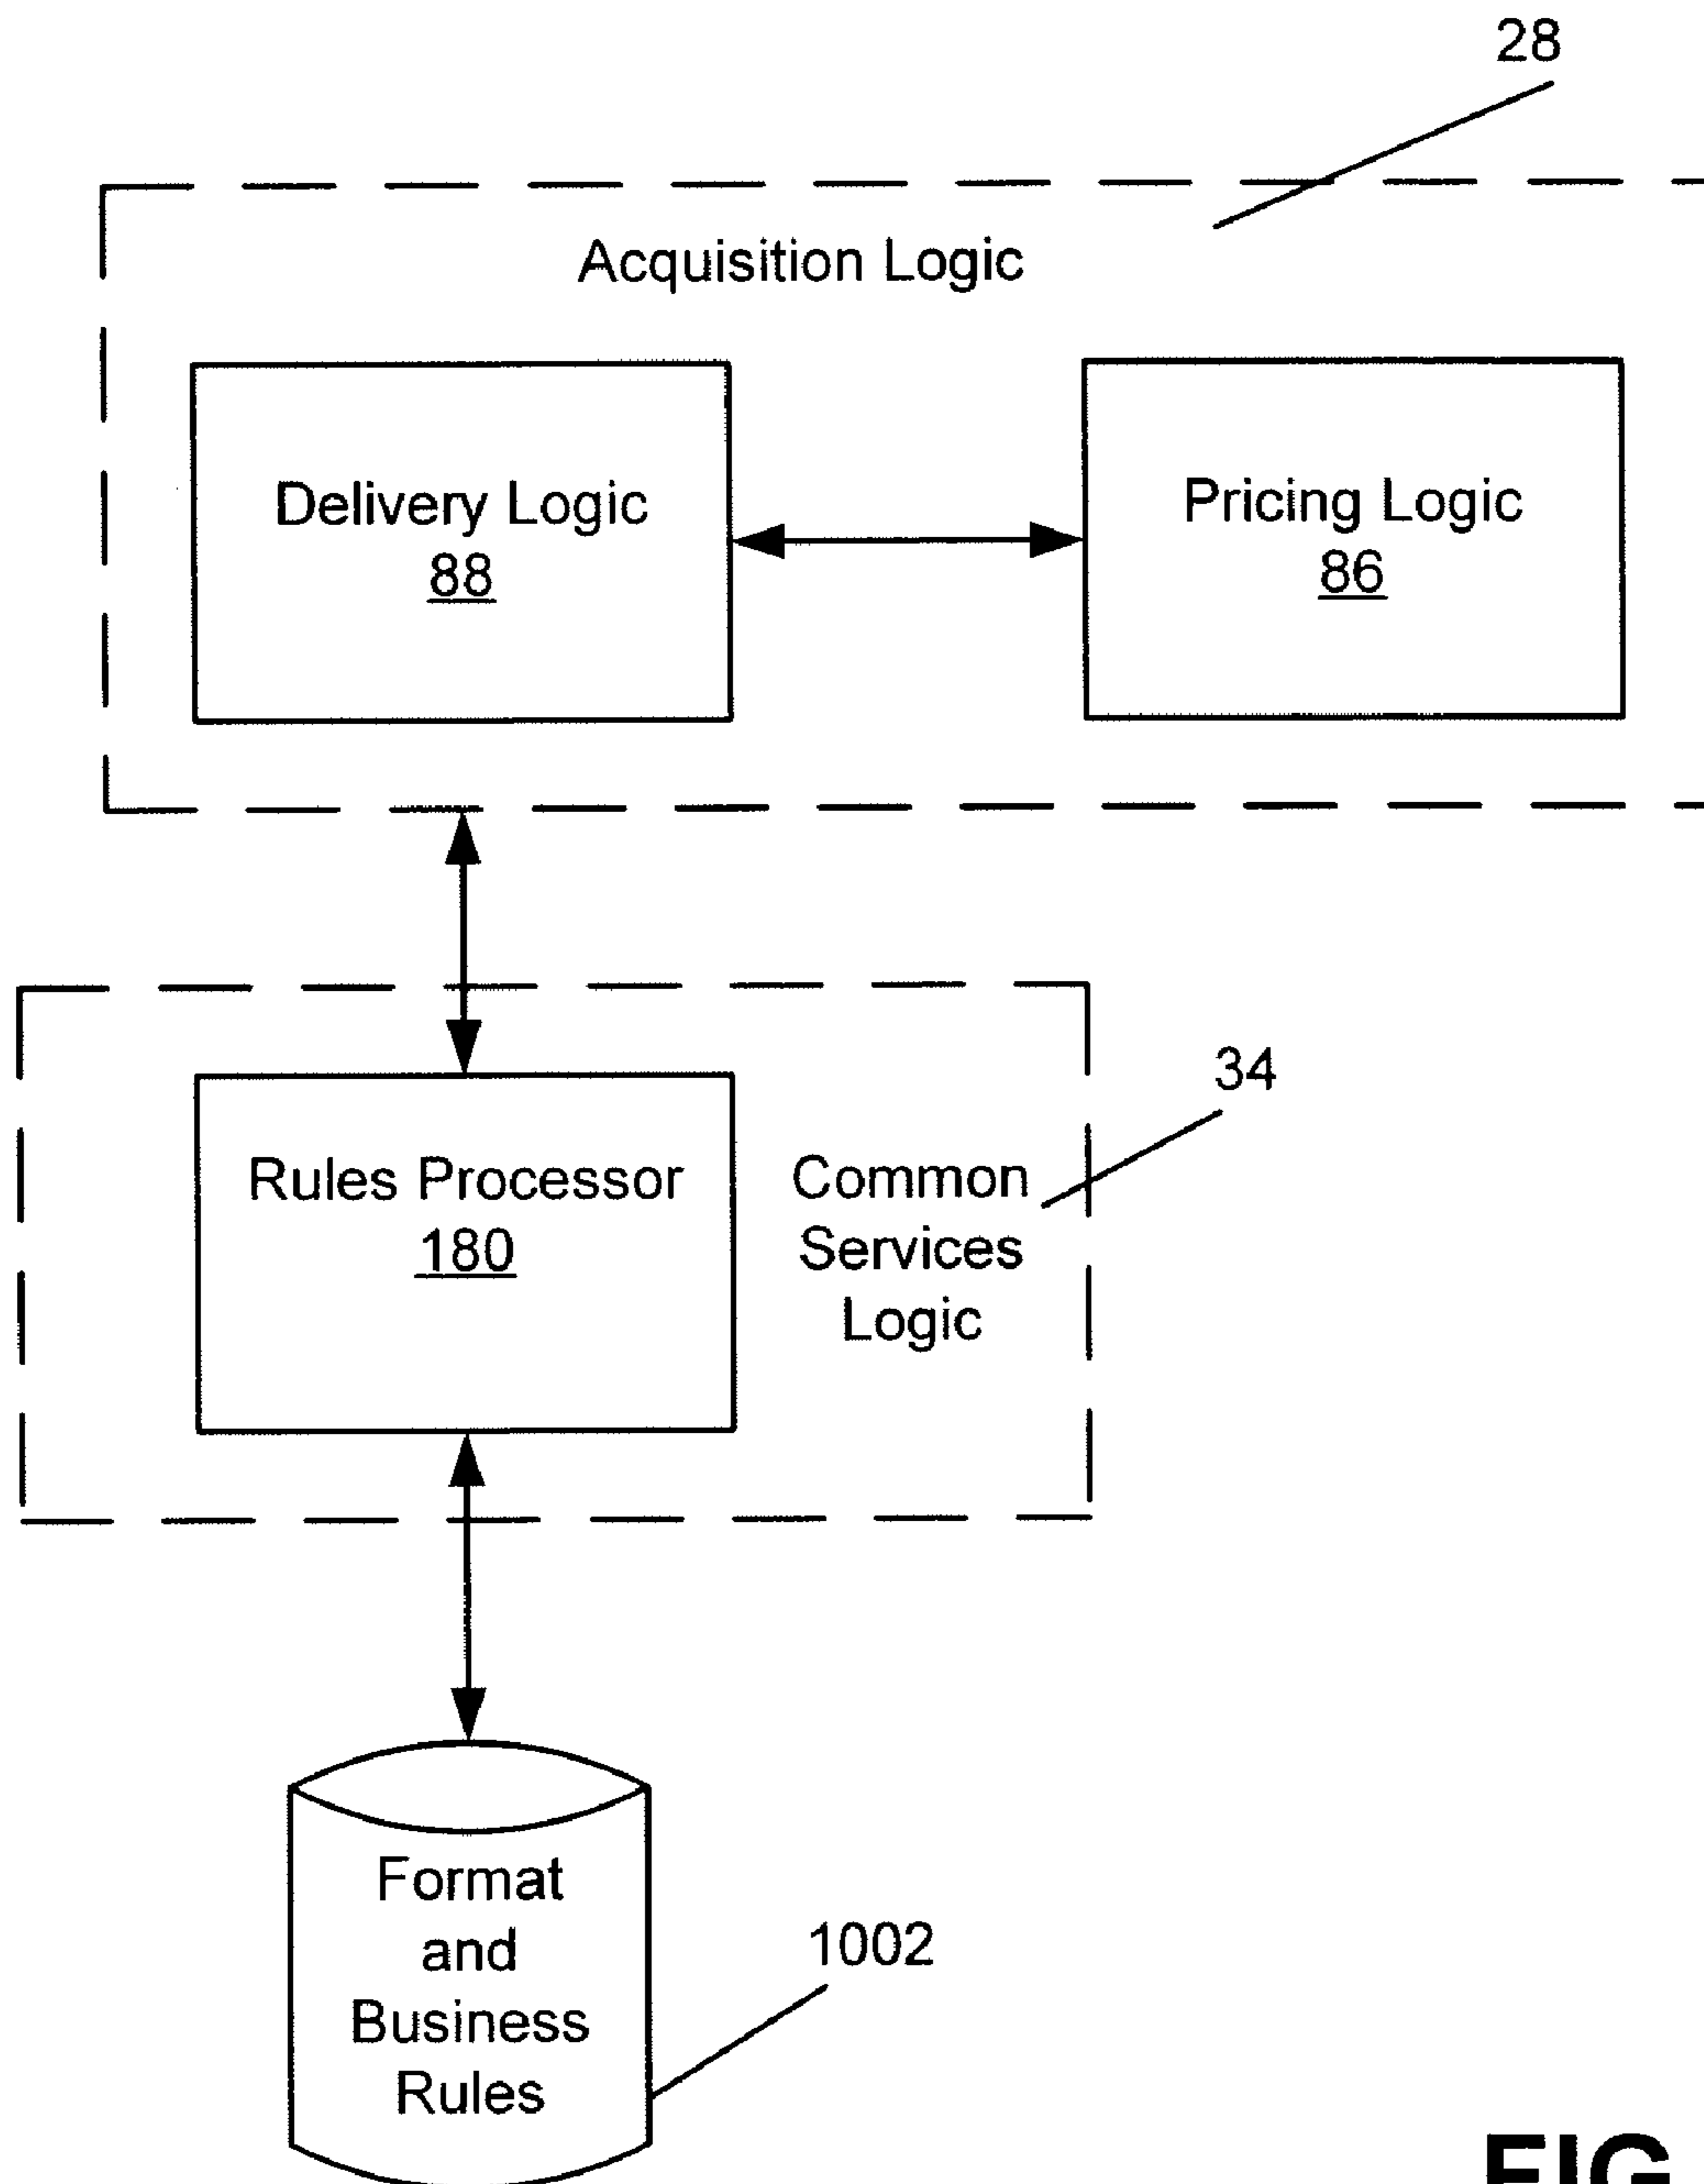 28
Acquisition Logic
Delivery Logic
88
Pricing Logic
86
34
Rules Processor
180
Common
Services
Logic
Format
and
Business
Rules
1002
FIG